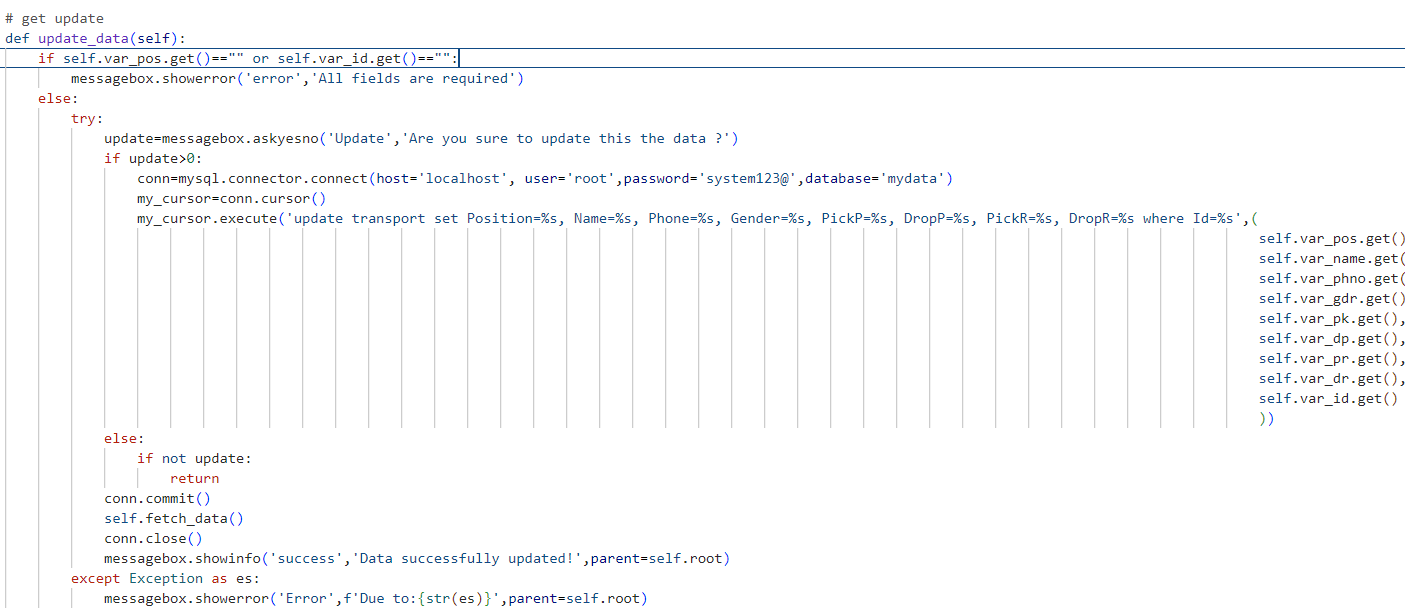 # get update
def update_data(self):
    if self.var_pos.get()=="" or self.var_id.get()=="":
        messagebox.showerror('error','All fields are required')
    else:
        try:
            update=messagebox.askyesno('Update','Are you sure to update this the data ?')
            if update>0:
                conn=mysql.connector.connect(host='localhost', user='root',password='system123@',database='mydata')
                my_cursor=conn.cursor()
                my_cursor.execute('update transport set Position=%s, Name=%s, Phone=%s, Gender=%s, PickP=%s, DropP=%s, PickR=%s, DropR=%s where Id=%s',(
                                                                                                                                        self.var_pos.get()
                                                                                                                                        self.var_name.get(
                                                                                                                                        self.var_phno.get(
                                                                                                                                        self.var_gdr.get()
                                                                                                                                        self.var_pk.get(),
                                                                                                                                        self.var_dp.get(),
                                                                                                                                        self.var_pr.get(),
                                                                                                                                        self.var_dr.get(),
                                                                                                                                        self.var_id.get()
                                                                                                                                        ))
            else:
                if not update:
                    return
            conn.commit()
            self.fetch_data()
            conn.close()
            messagebox.showinfo('success','Data successfully updated!',parent=self.root)
        except Exception as es:
            messagebox.showerror('Error',f'Due to:{str(es)}',parent=self.root)